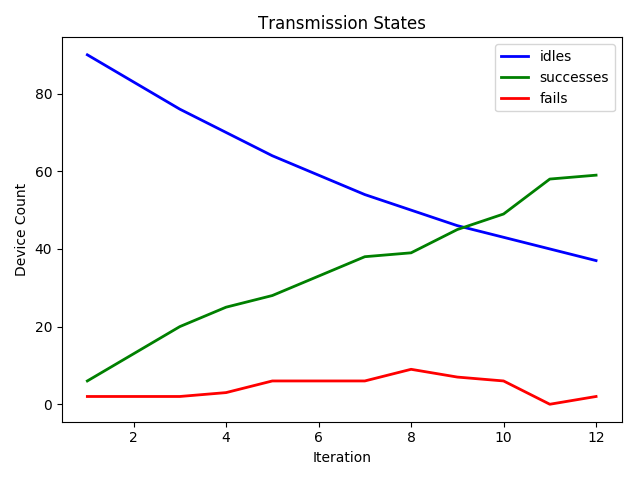 Transmission States
idles
successes
fails
Device Count
80
60
40
20
0
2 4 6 8 10 12
Iteration